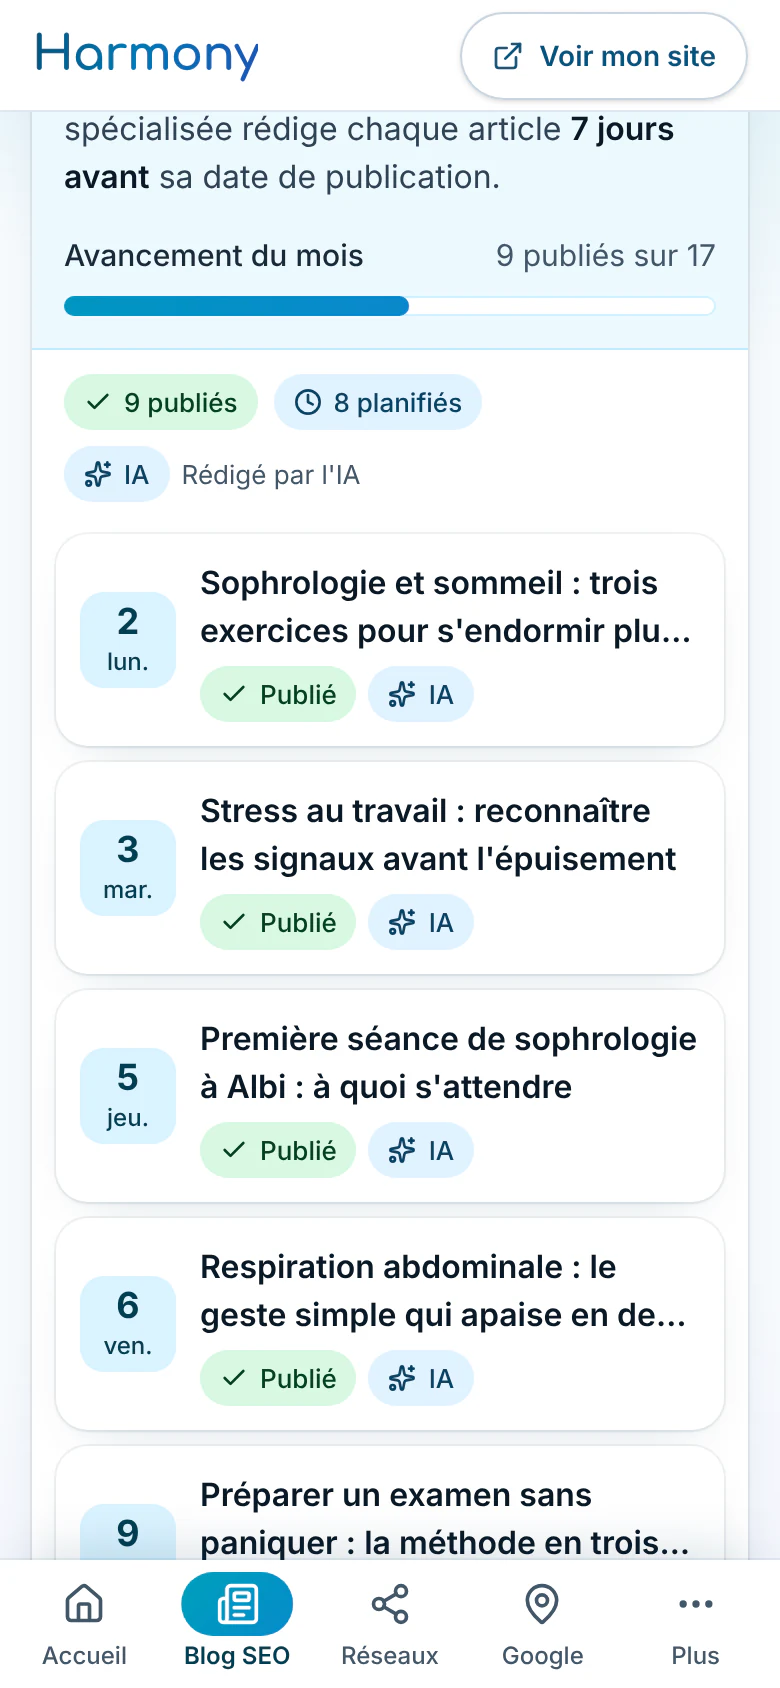 Harmony
Voir mon site
spécialisée rédige chaque article 7 jours
avant sa date de publication.
Avancement du mois
9 publiés sur 17
9 publiés
8 planifiés
IA
Rédigé par l'IA
2
lun.
Sophrologie et sommeil : trois
exercices pour s'endormir plu...
Publié
IA
3
mar.
Stress au travail : reconnaître
les signaux avant l'épuisement
Publié
IA
5
jeu.
Première séance de sophrologie
à Albi : à quoi s'attendre
Publié
IA
6
ven.
Respiration abdominale : le
geste simple qui apaise en de...
Publié
IA
9
Préparer un examen sans
paniquer : la méthode en trois...
Accueil
Blog SEO
Réseaux
Google
Plus